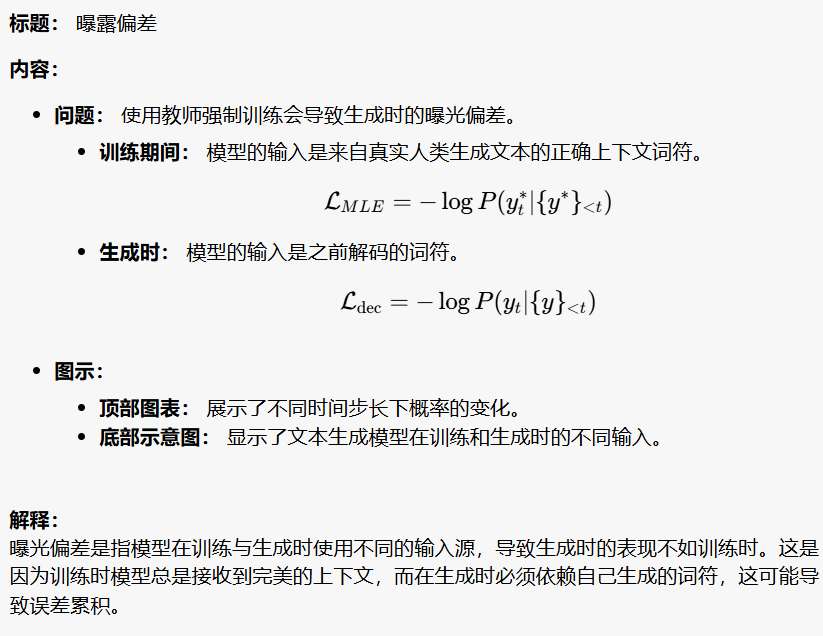 标题： 曝露偏差
内容：
• 问题： 使用教师强制训练会导致生成时的曝光偏差。
• 训练期间： 模型的输入是来自真实人类生成文本的正确上下文词符。
$\mathcal{L}_{MLE} = -\log P(y_t^*|\{y^*\}_{<t})$
• 生成时： 模型的输入是之前解码的词符。
$\mathcal{L}_{\text{dec}} = -\log P(y_t|\{y\}_{<t})$
• 图示：
• 顶部图表： 展示了不同时间步长下概率的变化。
• 底部示意图： 显示了文本生成模型在训练和生成时的不同输入。
解释：
曝光偏差是指模型在训练与生成时使用不同的输入源，导致生成时的表现不如训练时。这是
因为训练时模型总是接收到完美的上下文，而在生成时必须依赖自己生成的词符，这可能导
致误差累积。